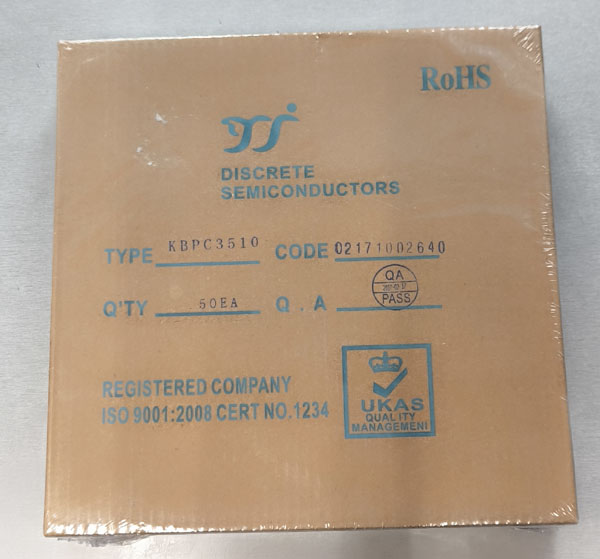 RoHS
DISCRETE
SEMICONDUCTORS
TYPE KBPC3510 CODE 02171002640
Q'TY 50EA Q.A
QA
PASS
REGISTERED COMPANY
ISO 9001:2008 CERT NO.1234
UKAS
QUALITY
MANAGEMENT